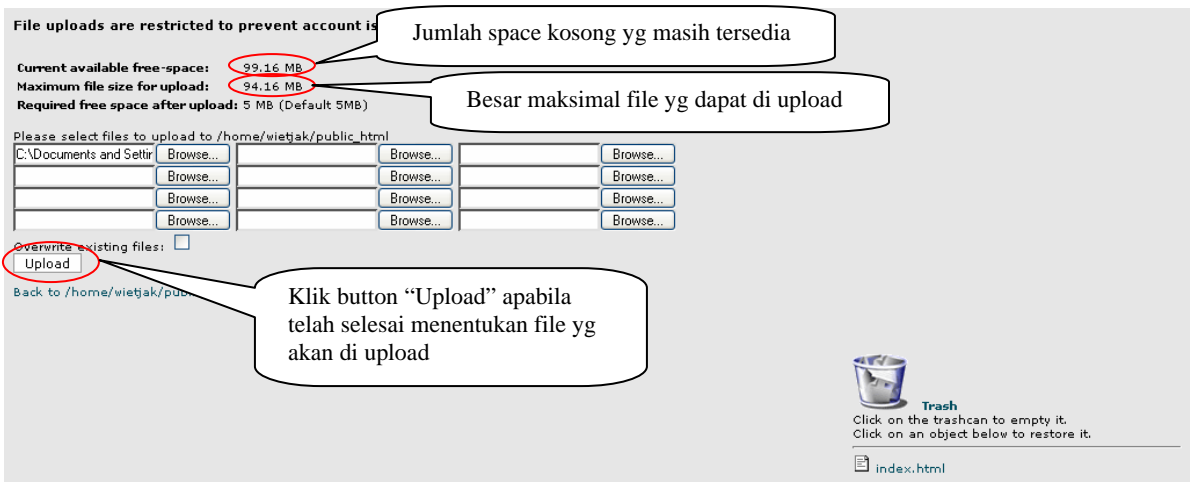 File uploads are restricted to prevent account is
Jumlah space kosong yg masih tersedia
Current available free-space: 99.16 MB
Maximum file size for upload: 94.16 MB
Besar maksimal file yg dapat di upload
Required free space after upload: 5 MB (Default 5MB)
Please select files to upload to /home/wietjak/public_html
C:\Documents and Settir Browse... Browse... Browse...
Browse... Browse... Browse...
Browse... Browse... Browse...
Browse... Browse... Browse...
Overwrite existing files:
Upload
Back to /home/wietjak/pub
Klik button “Upload” apabila
telah selesai menentukan file yg
akan di upload
Trash
Click on the trashcan to empty it.
Click on an object below to restore it.
index.html